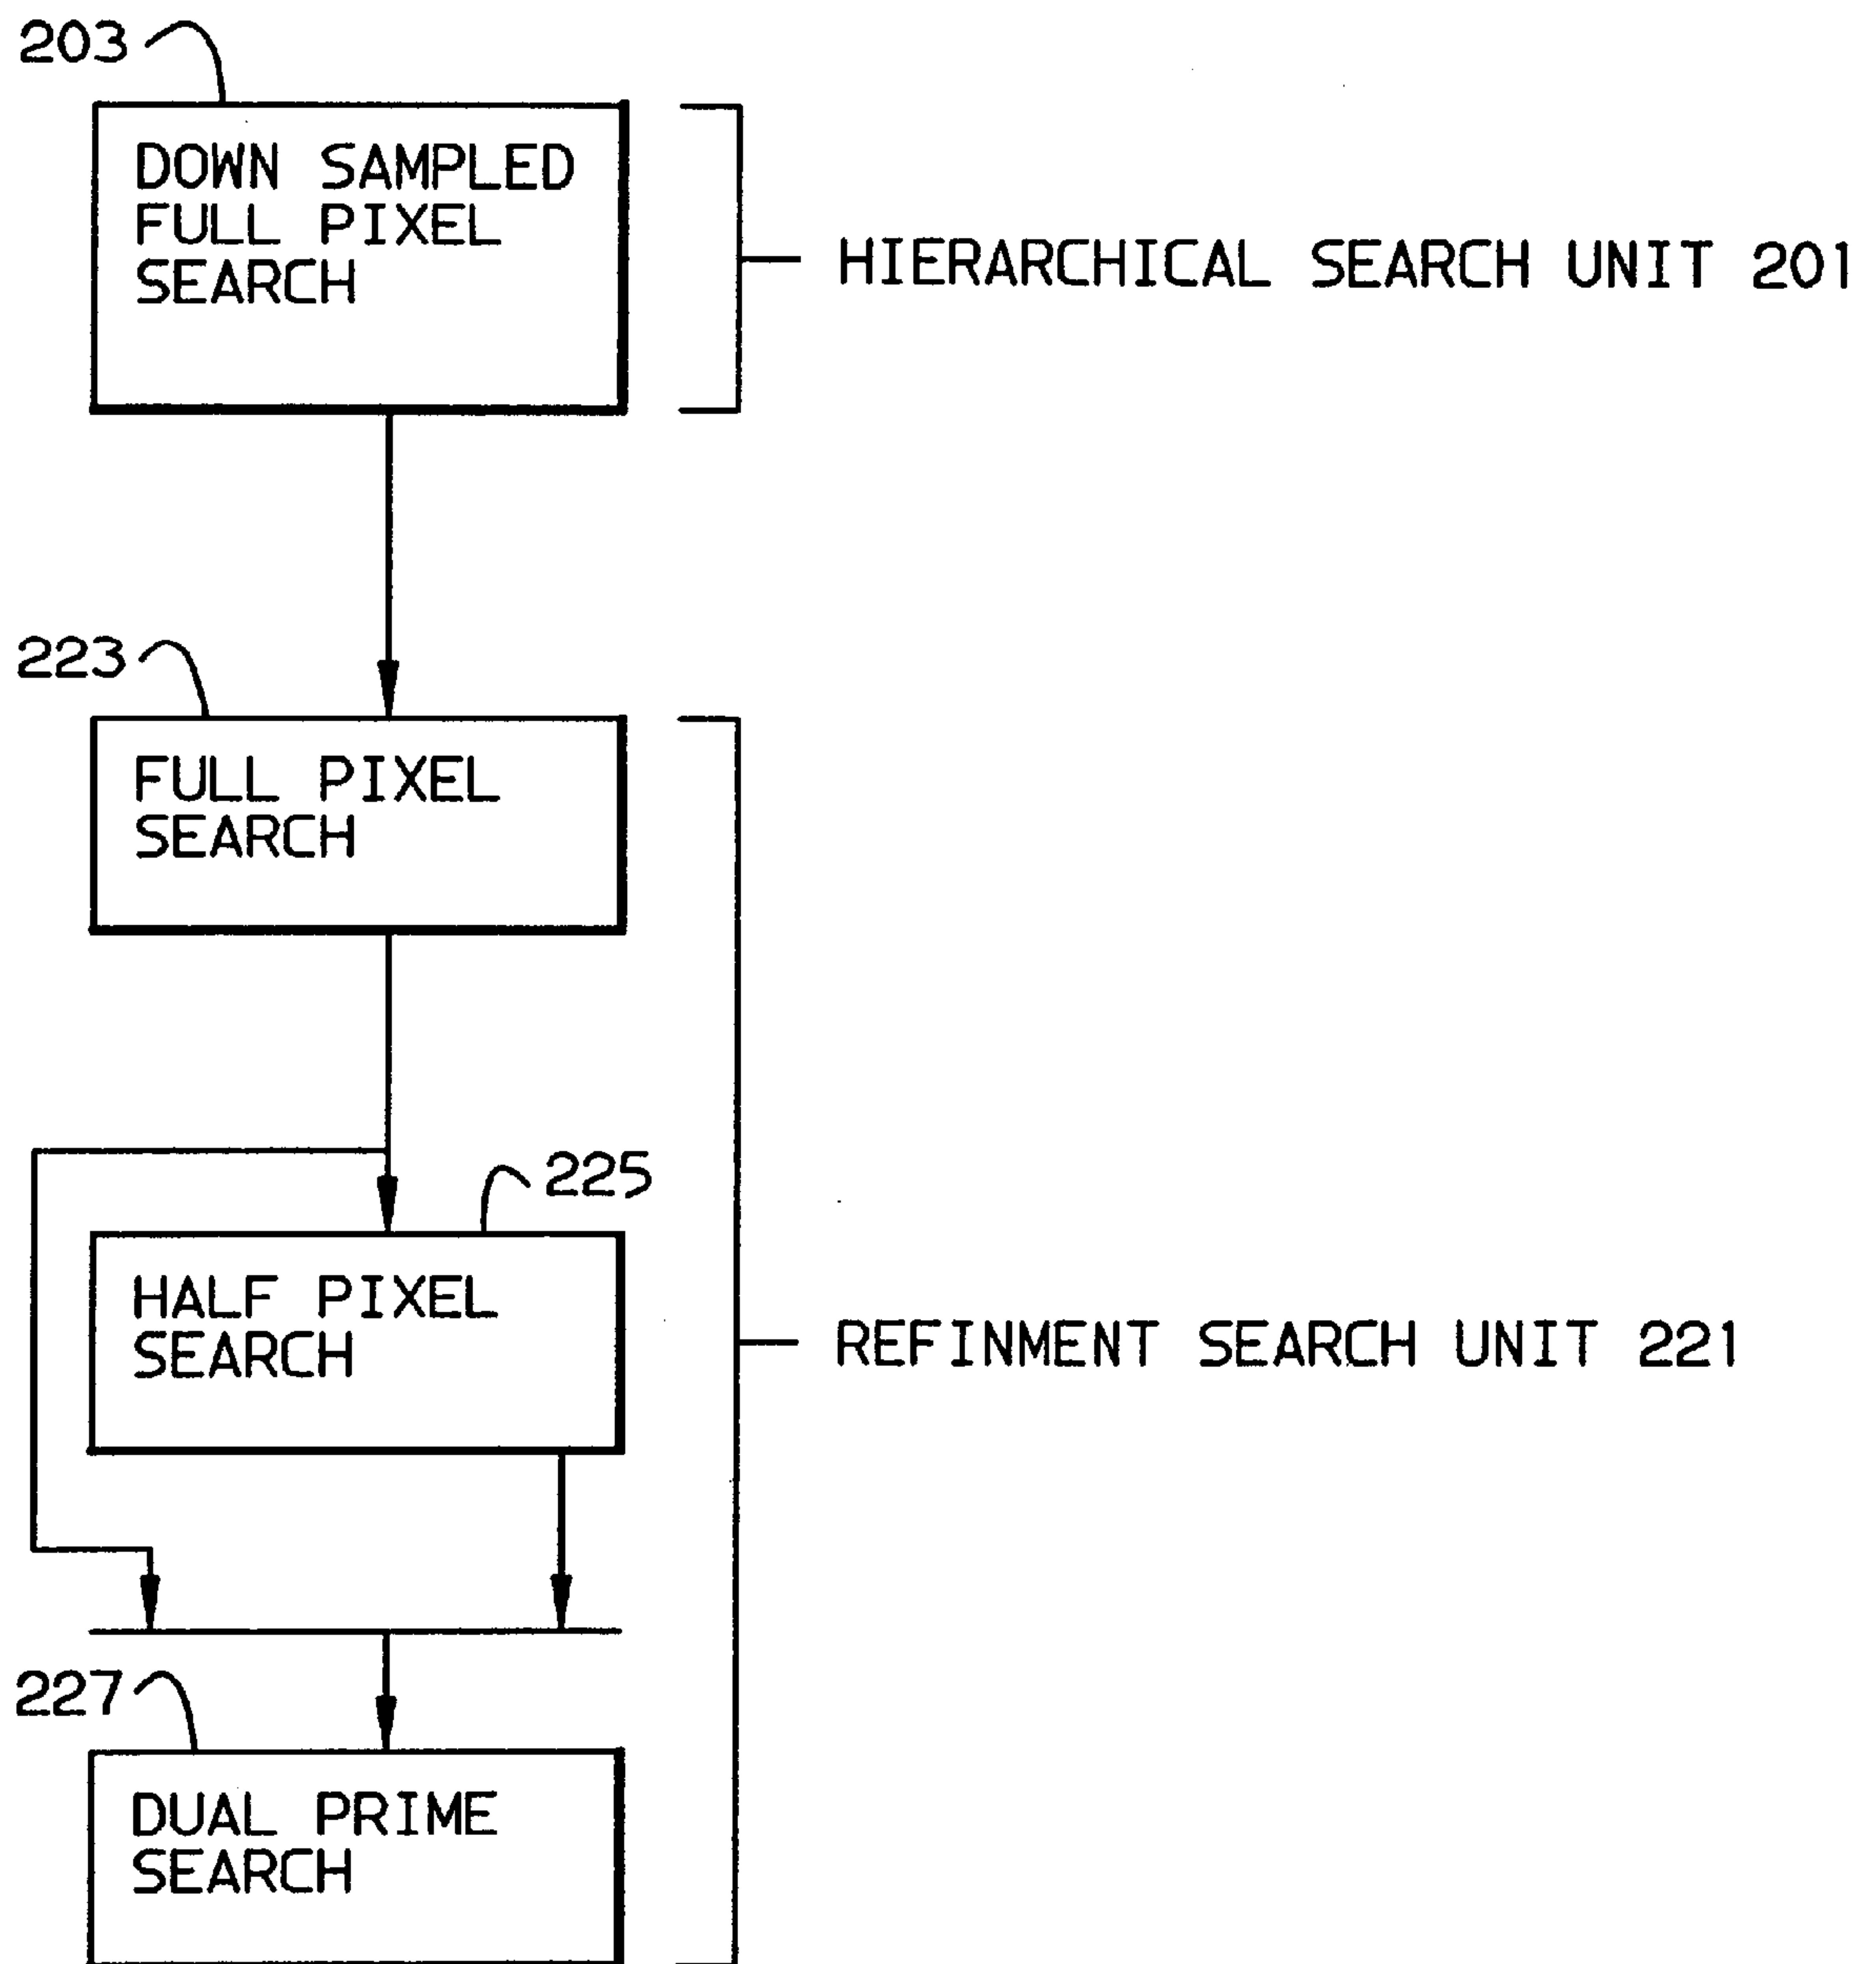 203
DOWN SAMPLED
FULL PIXEL
SEARCH
HIERARCHICAL SEARCH UNIT 201
223
FULL PIXEL
SEARCH
225
HALF PIXEL
SEARCH
REFINMENT SEARCH UNIT 221
227
DUAL PRIME
SEARCH